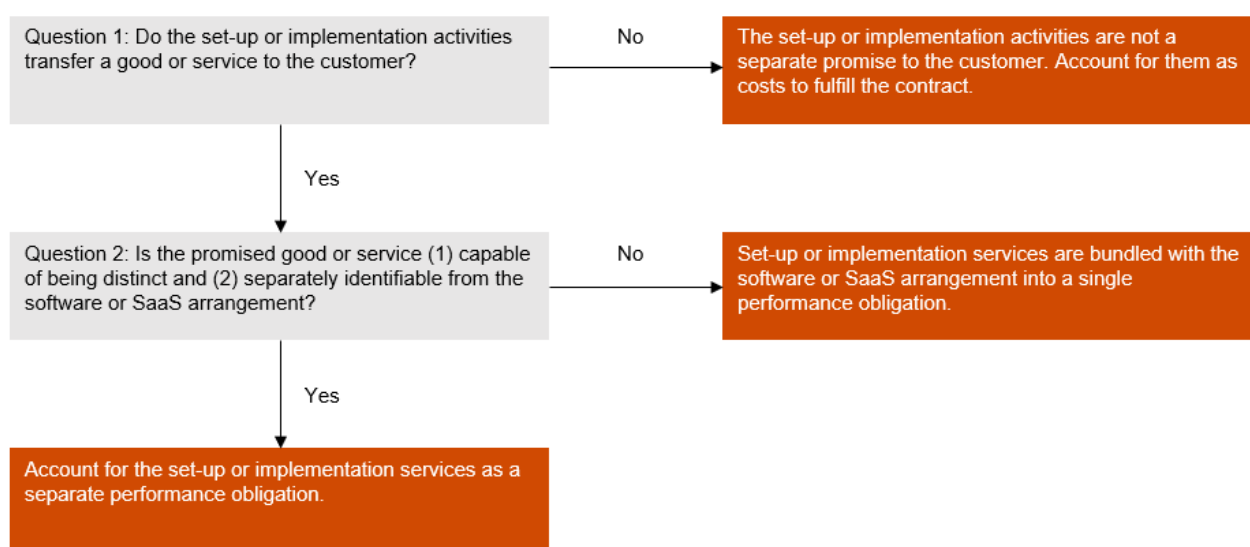 Question 1: Do the set-up or implementation activities
transfer a good or service to the customer?
No
The set-up or implementation activities are not a
separate promise to the customer. Account for them as
costs to fulfill the contract.
Yes
Question 2: Is the promised good or service (1) capable
of being distinct and (2) separately identifiable from the
software or SaaS arrangement?
No
Set-up or implementation services are bundled with the
software or SaaS arrangement into a single
performance obligation.
Yes
Account for the set-up or implementation services as a
separate performance obligation.